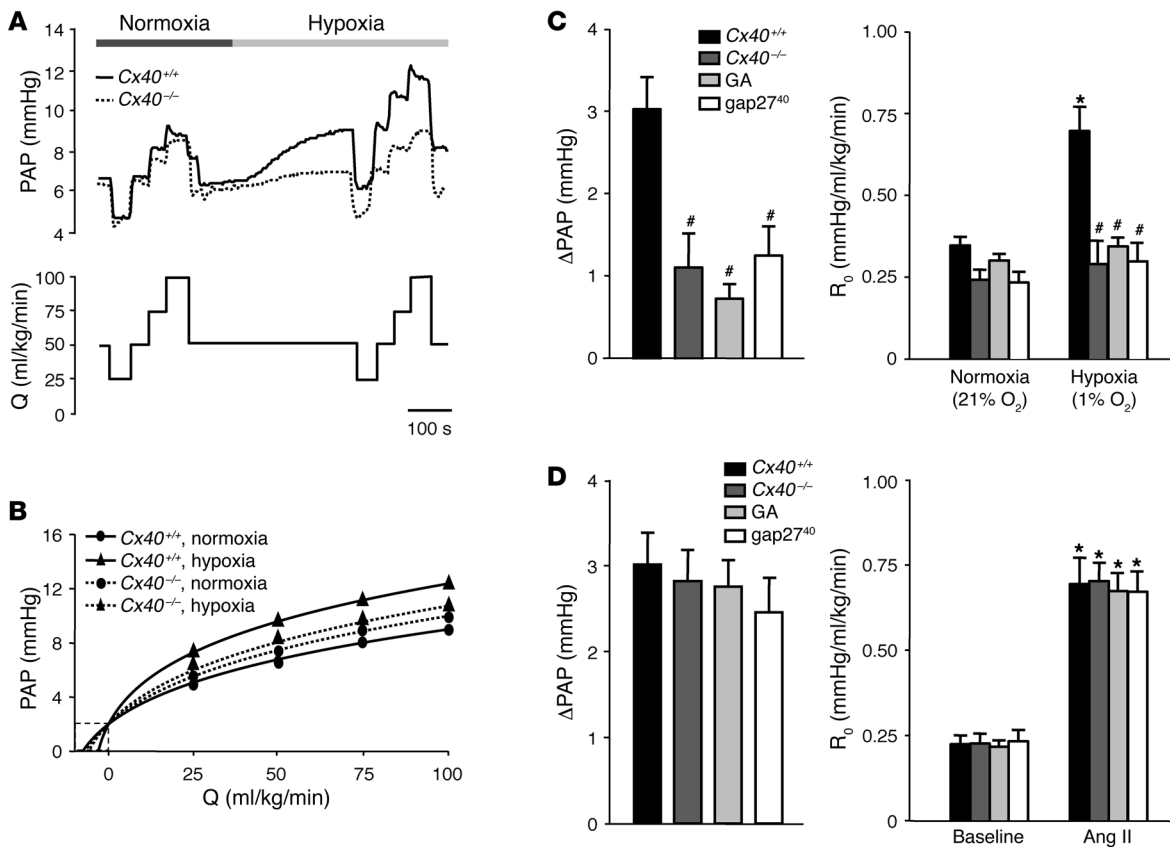 A
Normoxia
Hypoxia
Cx40+/+
Cx40−/−
PAP (mmHg)
14
12
10
8
6
4
Q (ml/kg/min)
100
75
50
25
0
100 s
B
Cx40+/+, normoxia
Cx40+/+, hypoxia
Cx40−/−, normoxia
Cx40−/−, hypoxia
PAP (mmHg)
16
12
8
4
0
0 25 50 75 100
Q (ml/kg/min)
C
Cx40+/+
Cx40−/−
GA
gap27⁴⁰
ΔPAP (mmHg)
4
3
2
1
0
# # #
R₀ (mmHg/ml/kg/min)
1.00
0.75
0.50
0.25
0
* # # #
Normoxia Hypoxia
(21% O₂) (1% O₂)
D
Cx40+/+
Cx40−/−
GA
gap27⁴⁰
ΔPAP (mmHg)
4
3
2
1
0
R₀ (mmHg/ml/kg/min)
1.00
0.75
0.50
0.25
0
* * * *
Baseline Ang II